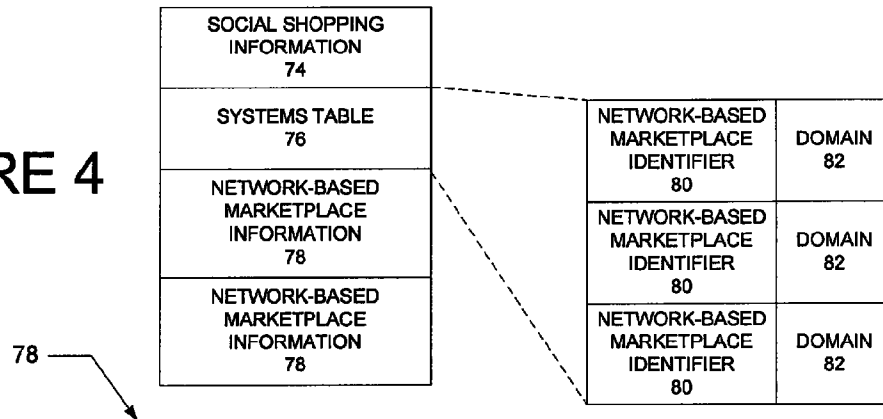 RE 4
SOCIAL SHOPPING
INFORMATION
74
SYSTEMS TABLE
76
NETWORK-BASED
MARKETPLACE
INFORMATION
78
NETWORK-BASED
MARKETPLACE
INFORMATION
78
NETWORK-BASED
MARKETPLACE
IDENTIFIER
80
DOMAIN
82
NETWORK-BASED
MARKETPLACE
IDENTIFIER
80
DOMAIN
82
NETWORK-BASED
MARKETPLACE
IDENTIFIER
80
DOMAIN
82
78